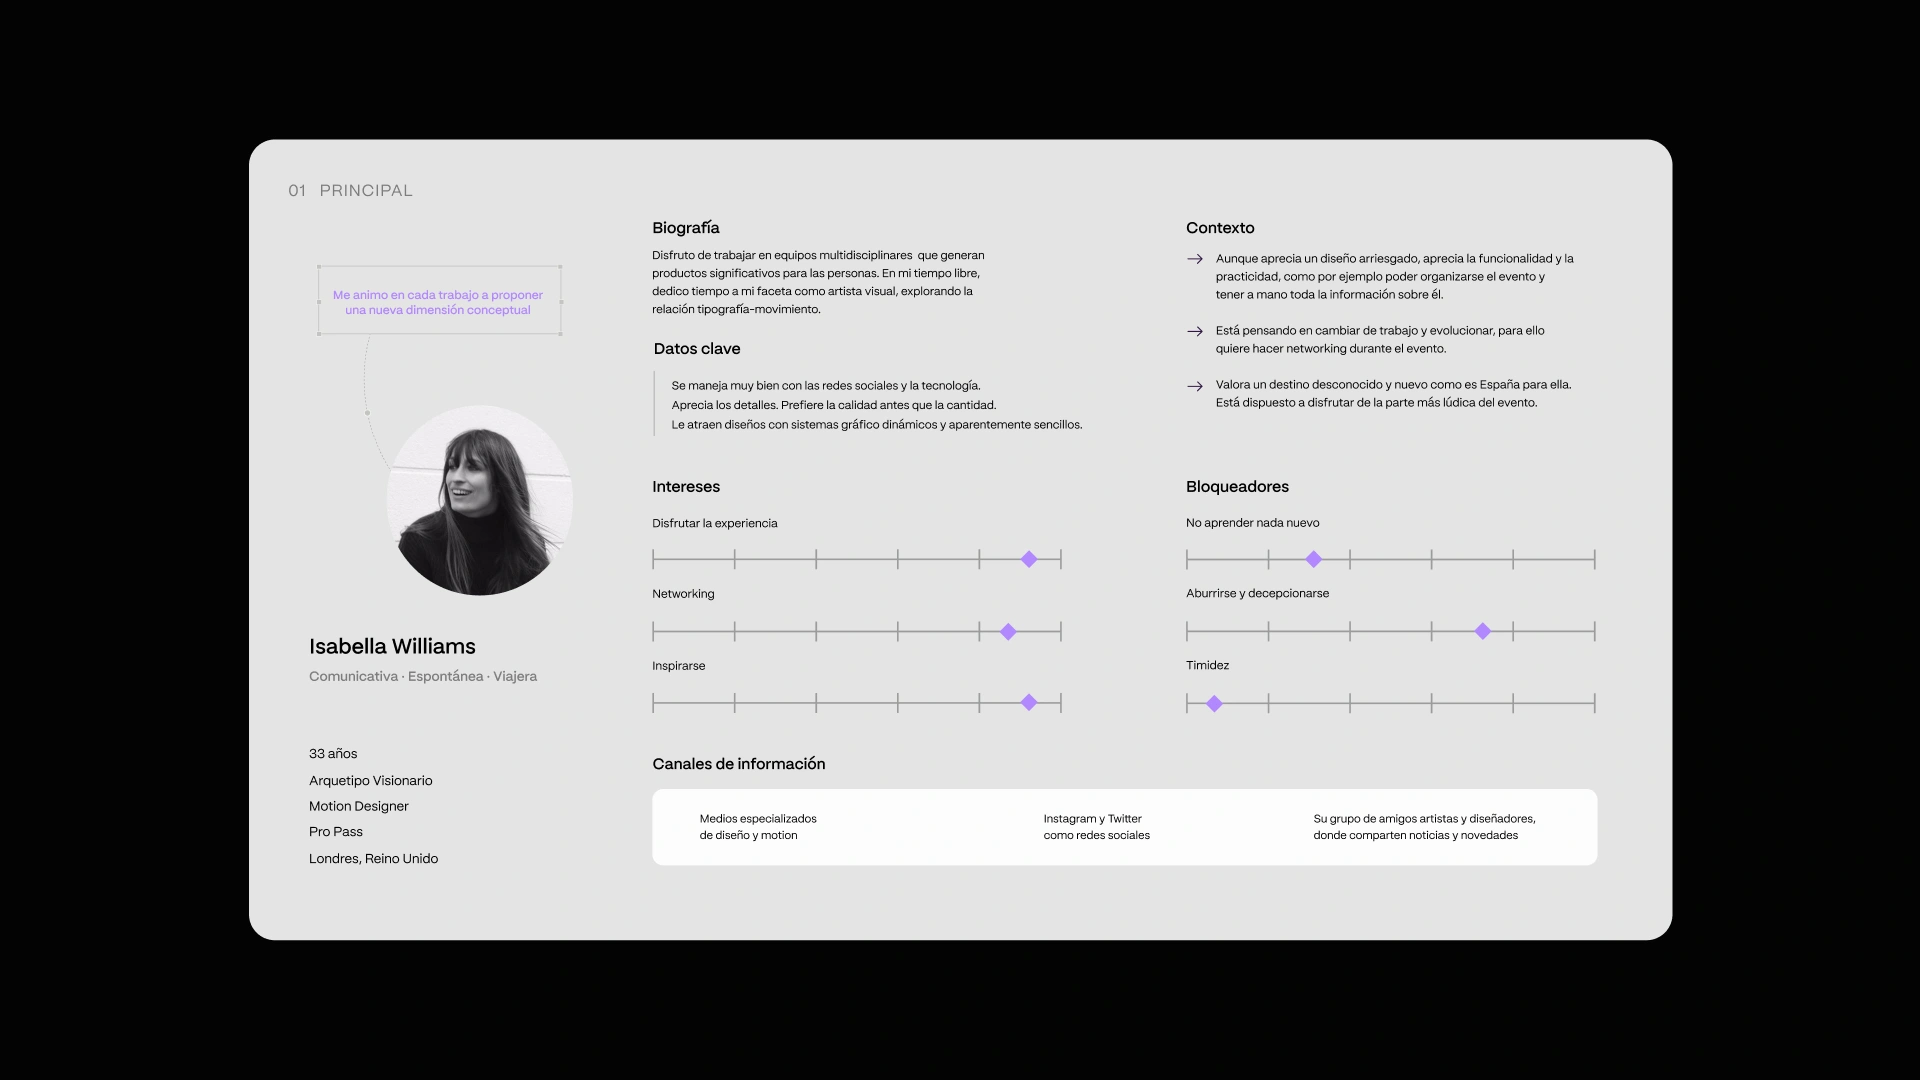 01 PRINCIPAL
Me animo en cada trabajo a proponer
una nueva dimensión conceptual
Isabella Williams
Comunicativa · Espontánea · Viajera
33 años
Arquetipo Visionario
Motion Designer
Pro Pass
Londres, Reino Unido
Biografía
Disfruto de trabajar en equipos multidisciplinares que generan
productos significativos para las personas. En mi tiempo libre,
dedico tiempo a mi faceta como artista visual, explorando la
relación tipografía-movimiento.
Datos clave
Se maneja muy bien con las redes sociales y la tecnología.
Aprecia los detalles. Prefiere la calidad antes que la cantidad.
Le atraen diseños con sistemas gráfico dinámicos y aparentemente sencillos.
Contexto
→ Aunque aprecia un diseño arriesgado, aprecia la funcionalidad y la
practicidad, como por ejemplo poder organizarse el evento y
tener a mano toda la información sobre él.
→ Está pensando en cambiar de trabajo y evolucionar, para ello
quiere hacer networking durante el evento.
→ Valora un destino desconocido y nuevo como es España para ella.
Está dispuesto a disfrutar de la parte más lúdica del evento.
Intereses
Disfrutar la experiencia
Networking
Inspirarse
Bloqueadores
No aprender nada nuevo
Aburrirse y decepcionarse
Timidez
Canales de información
Medios especializados
de diseño y motion
Instagram y Twitter
como redes sociales
Su grupo de amigos artistas y diseñadores,
donde comparten noticias y novedades